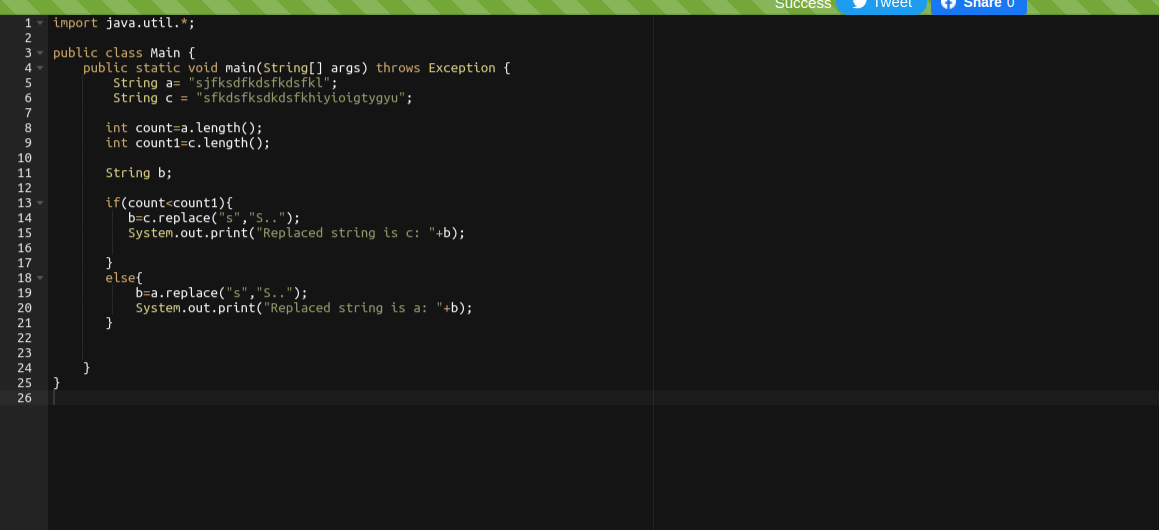 Success Tweet Share 0
1 import java.util.*;
2
3 public class Main {
4 public static void main(String[] args) throws Exception {
5 String a= "sjfksdfkdsfkdsfkl";
6 String c = "sfkdsfksdkdsfkhiyioigtygyu";
7
8 int count=a.length();
9 int count1=c.length();
10
11 String b;
12
13 if(count<count1){
14 b=c.replace("s","S..");
15 System.out.print("Replaced string is c: "+b);
16
17 }
18 else{
19 b=a.replace("s","S..");
20 System.out.print("Replaced string is a: "+b);
21 }
22
23
24 }
25 }
26